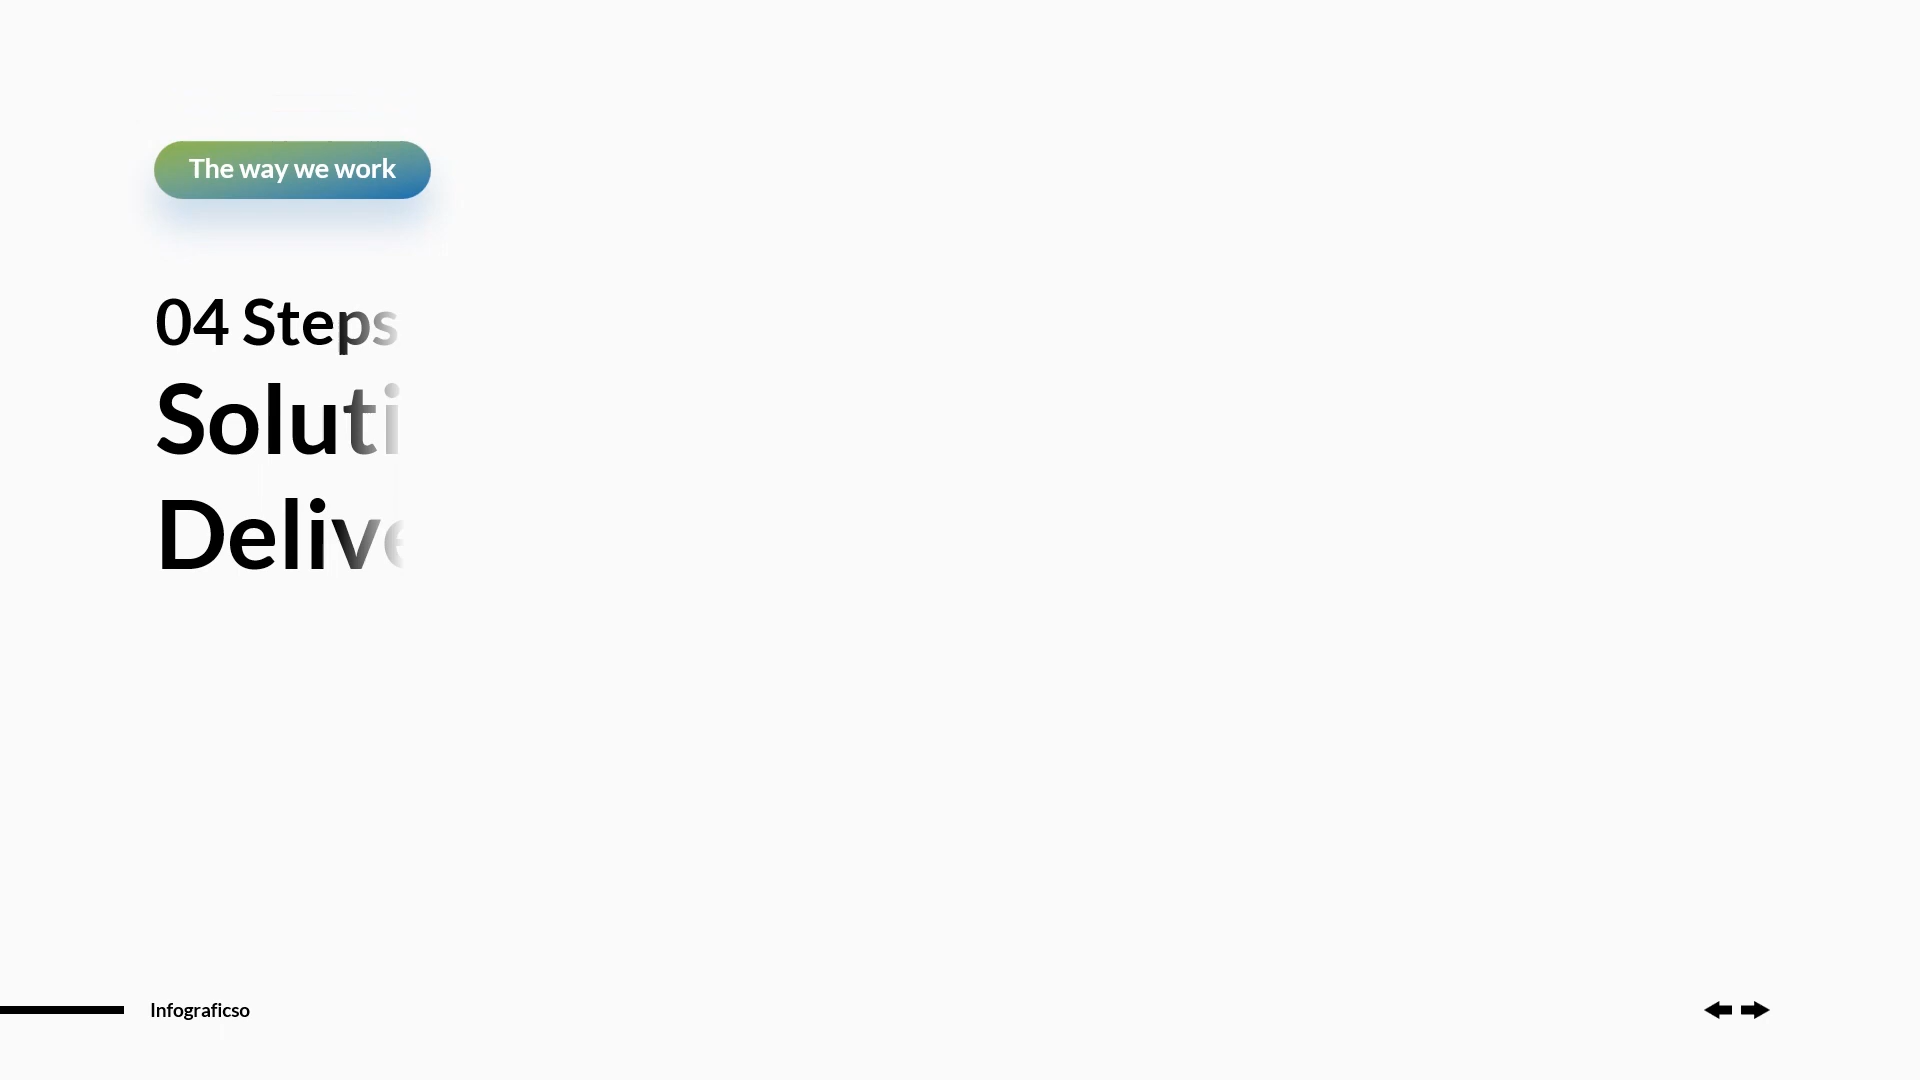 The way we work
04 Steps
Soluti
Delive
Infograficso